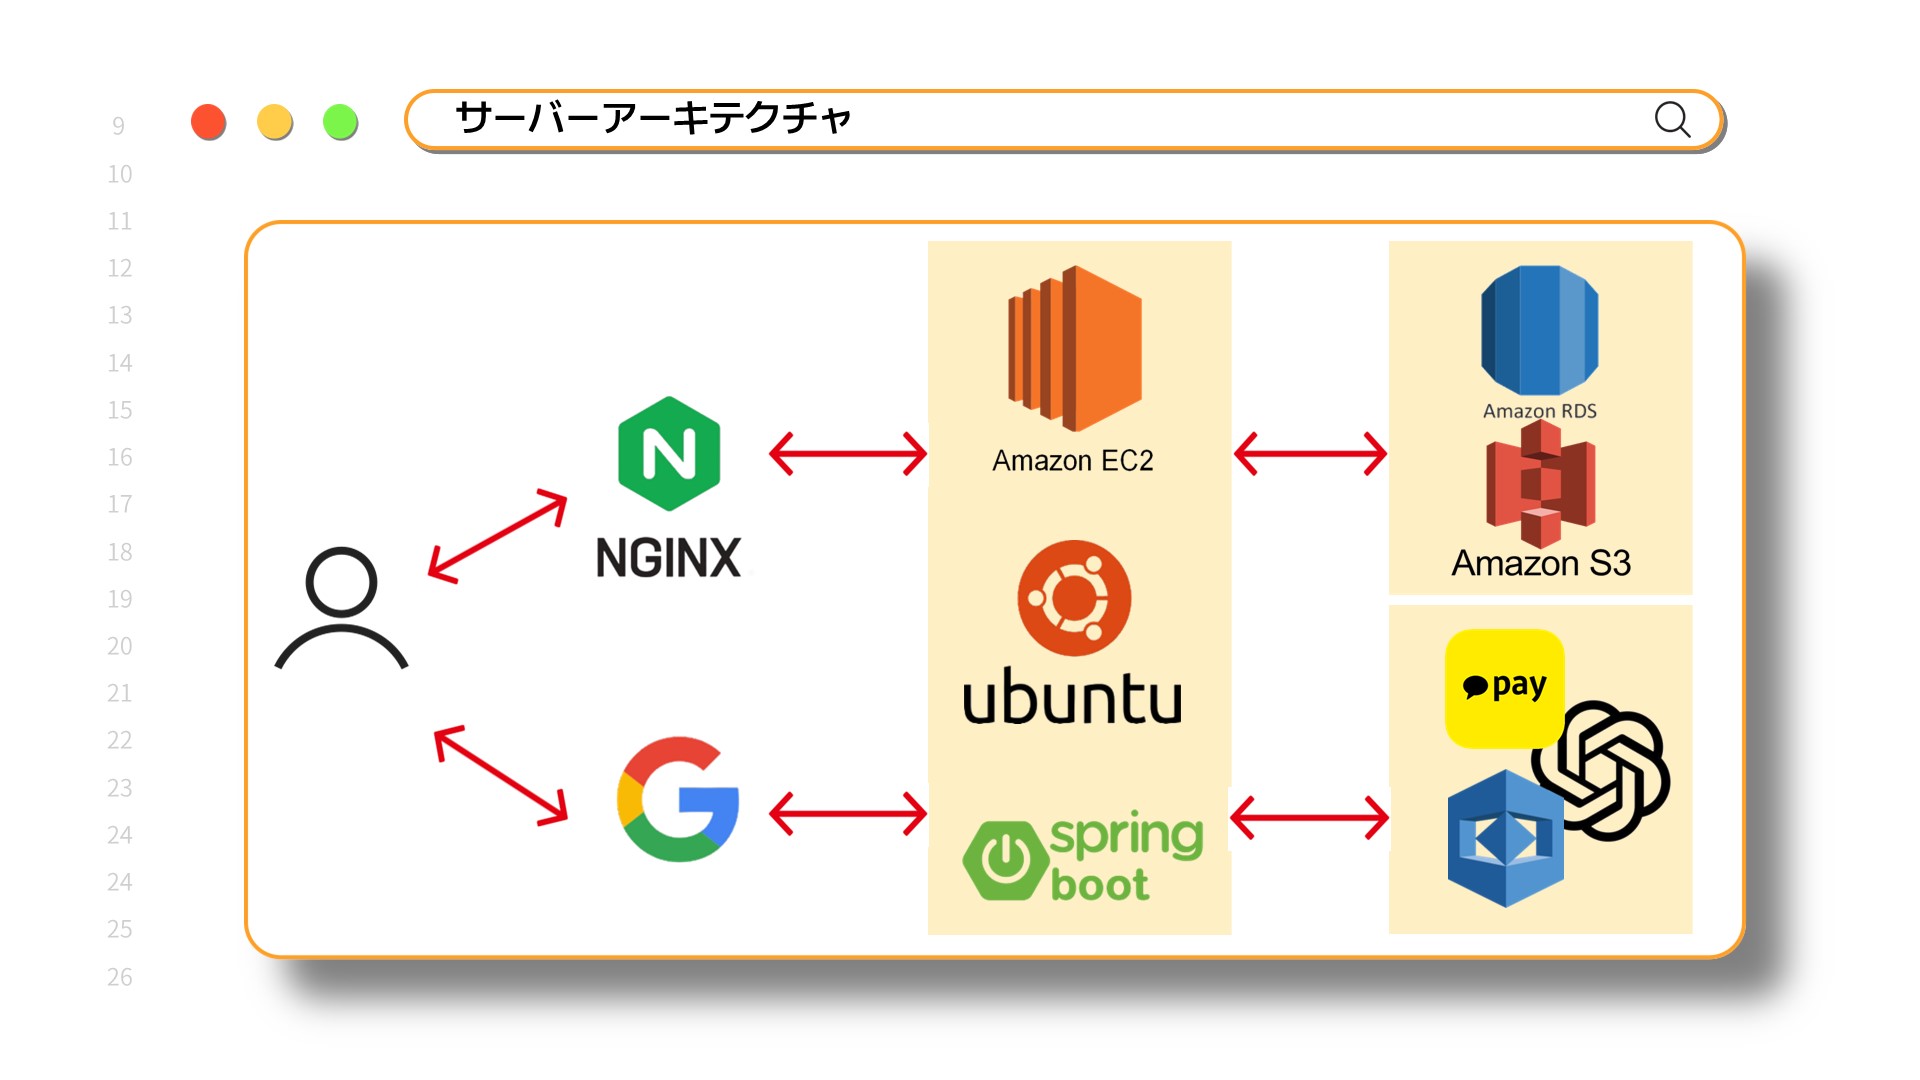 サーバーアーキテクチャ
9
10
11
12
13
14
15
16
17
18
19
20
21
22
23
24
24
25
26
NGINX
Amazon EC2
ubuntu
spring
boot
Amazon RDS
Amazon S3
pay